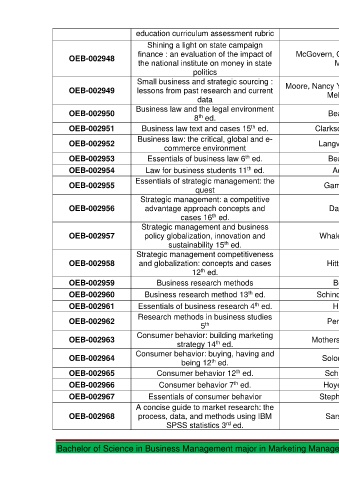 education curriculum assessment rubric
OEB-002948
Shining a light on state campaign
finance : an evaluation of the impact of
the national institute on money in state
politics
McGovern,
M
OEB-002949
Small business and strategic sourcing :
lessons from past research and current
data
Moore, Nancy Y
Mel
OEB-002950
Business law and the legal environment
8th ed.
Bea
OEB-002951
Business law text and cases 15th ed.
Clarkso
OEB-002952
Business law: the critical, global and e-
commerce environment
Langv
OEB-002953
Essentials of business law 6th ed.
Bea
OEB-002954
Law for business students 11th ed.
A
OEB-002955
Essentials of strategic management: the
quest
Gam
OEB-002956
Strategic management: a competitive
advantage approach concepts and
cases 16th ed.
Da
OEB-002957
Strategic management and business
policy globalization, innovation and
sustainability 15th ed.
Whale
OEB-002958
Strategic management competitiveness
and globalization: concepts and cases
12th ed.
Hitt
OEB-002959
Business research methods
B
OEB-002960
Business research method 13th ed.
Schind
OEB-002961
Essentials of business research 4th ed.
H
OEB-002962
Research methods in business studies
5th
Per
OEB-002963
Consumer behavior: building marketing
strategy 14th ed.
Mothers
OEB-002964
Consumer behavior: buying, having and
being 12th ed.
Solo
OEB-002965
Consumer behavior 12th ed.
Sch
OEB-002966
Consumer behavior 7th ed.
Hoye
OEB-002967
Essentials of consumer behavior
Steph
OEB-002968
A concise guide to market research: the
process, data, and methods using IBM
SPSS statistics 3rd ed.
Sars
Bachelor of Science in Business Management major in Marketing Manage